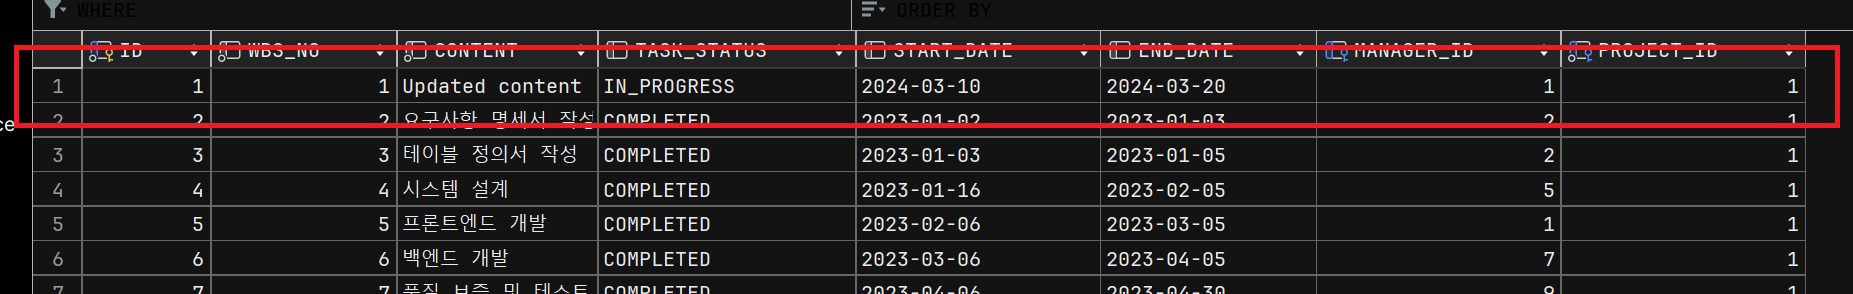 WHERE ORDER BY
ID WBS_NO CONTENT TASK_STATUS START_DATE END_DATE MANAGER_ID PROJECT_ID
1 1 1 Updated content IN_PROGRESS 2024-03-10 2024-03-20 1 1
2 2 2 요구사항 명세서 작성 COMPLETED 2023-01-02 2023-01-03 2 1
ce
3 3 3 테이블 정의서 작성 COMPLETED 2023-01-03 2023-01-05 2 1
4 4 4 시스템 설계 COMPLETED 2023-01-16 2023-02-05 5 1
5 5 5 프론트엔드 개발 COMPLETED 2023-02-06 2023-03-05 1 1
6 6 6 백엔드 개발 COMPLETED 2023-03-06 2023-04-05 7 1
7 7 7 품질 보증 및 테스트 COMPLETED 2023-04-06 2023-04-30 9 1